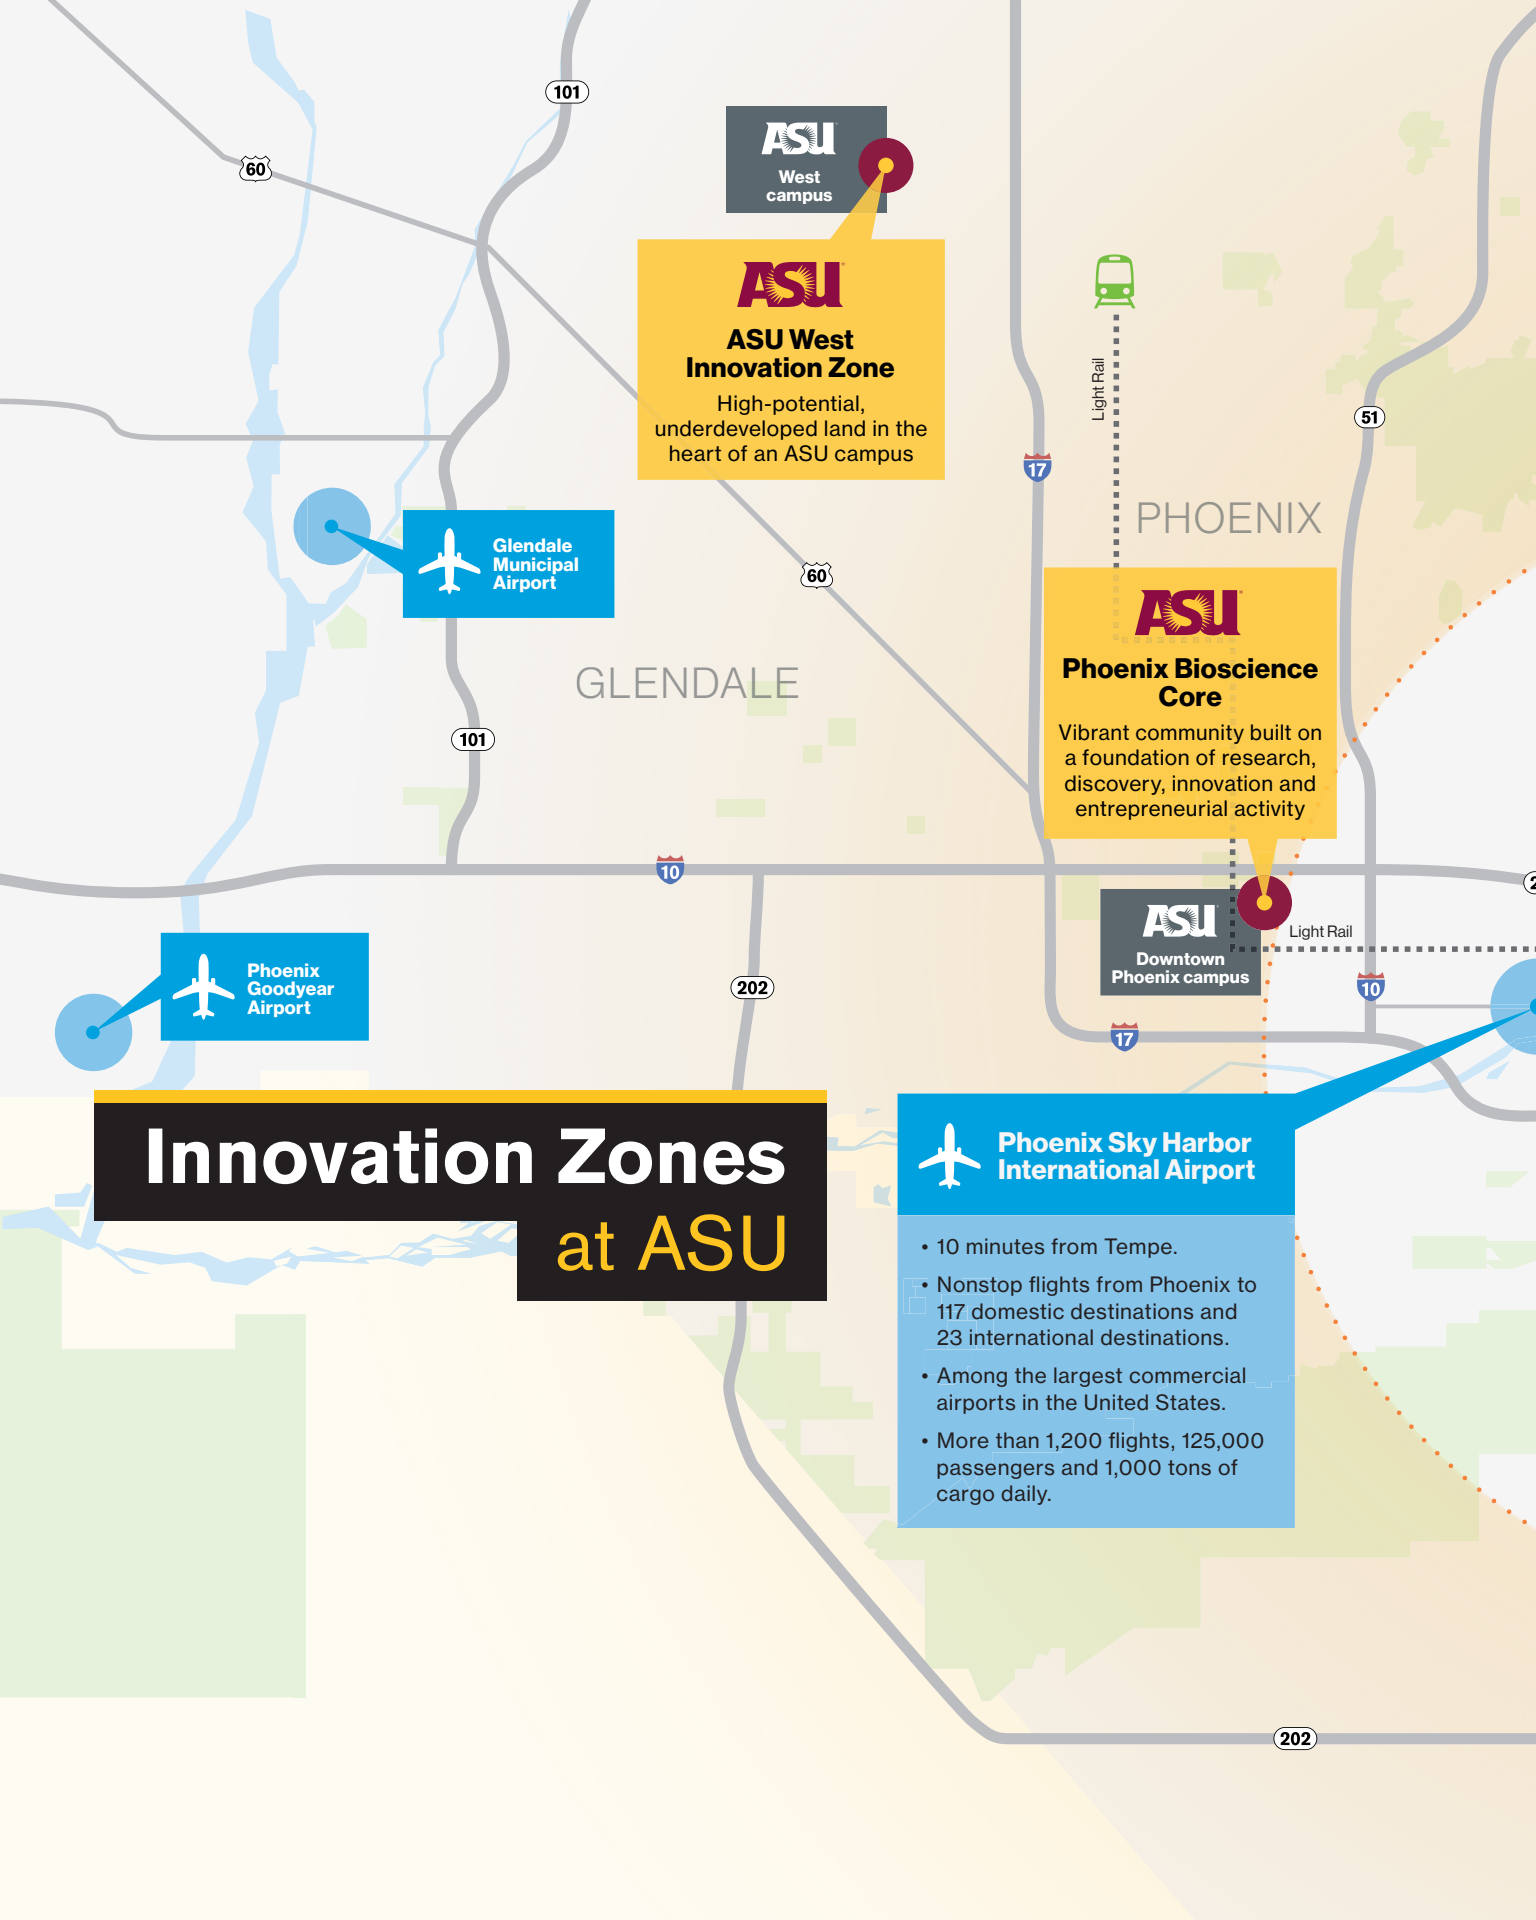 101
60
ASU
West
campus
ASU
ASU West
Innovation Zone
High-potential,
underdeveloped land in the
heart of an ASU campus
Light Rail
51
17
PHOENIX
Glendale
Municipal
Airport
60
ASU
Phoenix Bioscience
Core
Vibrant community built on
a foundation of research,
discovery, innovation and
entrepreneurial activity
GLENDALE
101
10
ASU
Downtown
Phoenix campus
Light Rail
Phoenix
Goodyear
Airport
202
10
17
Innovation Zones
at ASU
Phoenix Sky Harbor
International Airport
• 10 minutes from Tempe.
• Nonstop flights from Phoenix to
117 domestic destinations and
23 international destinations.
• Among the largest commercial
airports in the United States.
• More than 1,200 flights, 125,000
passengers and 1,000 tons of
cargo daily.
202